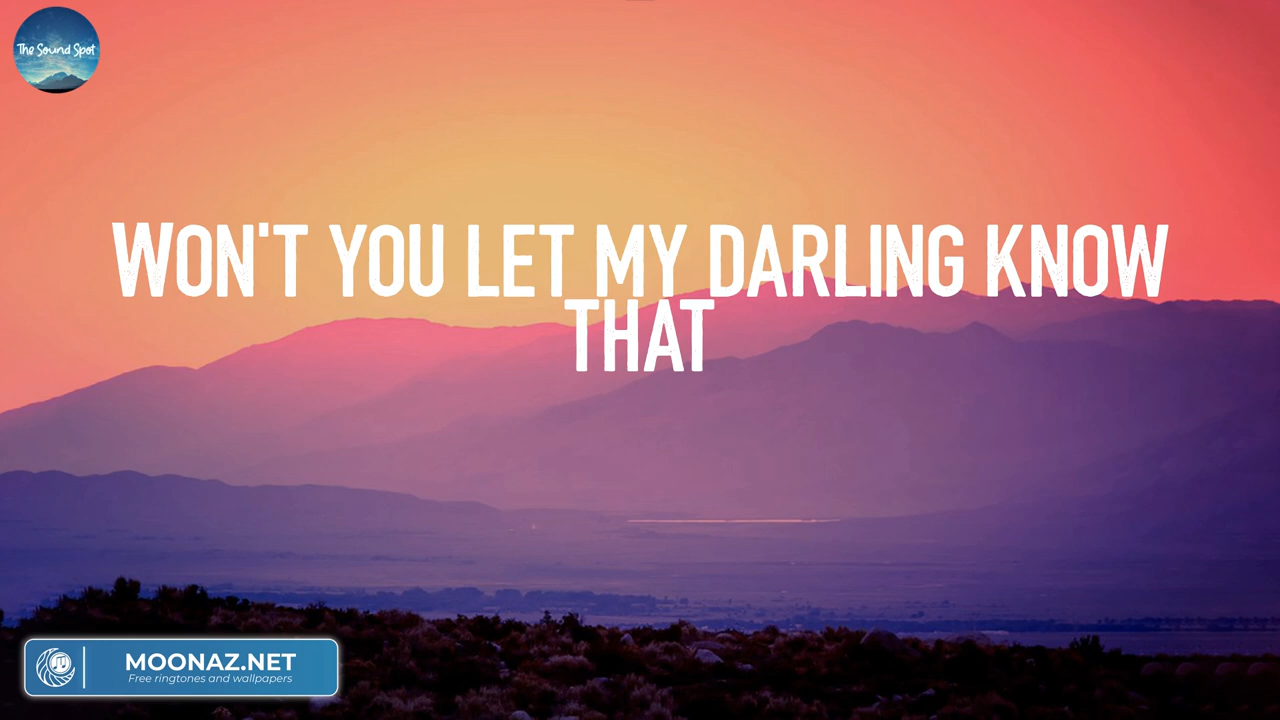 The Sound Spot
WON'T YOU LET MY DARLING KNOW
THAT
MOONAZ.NET
Free ringtones and wallpapers